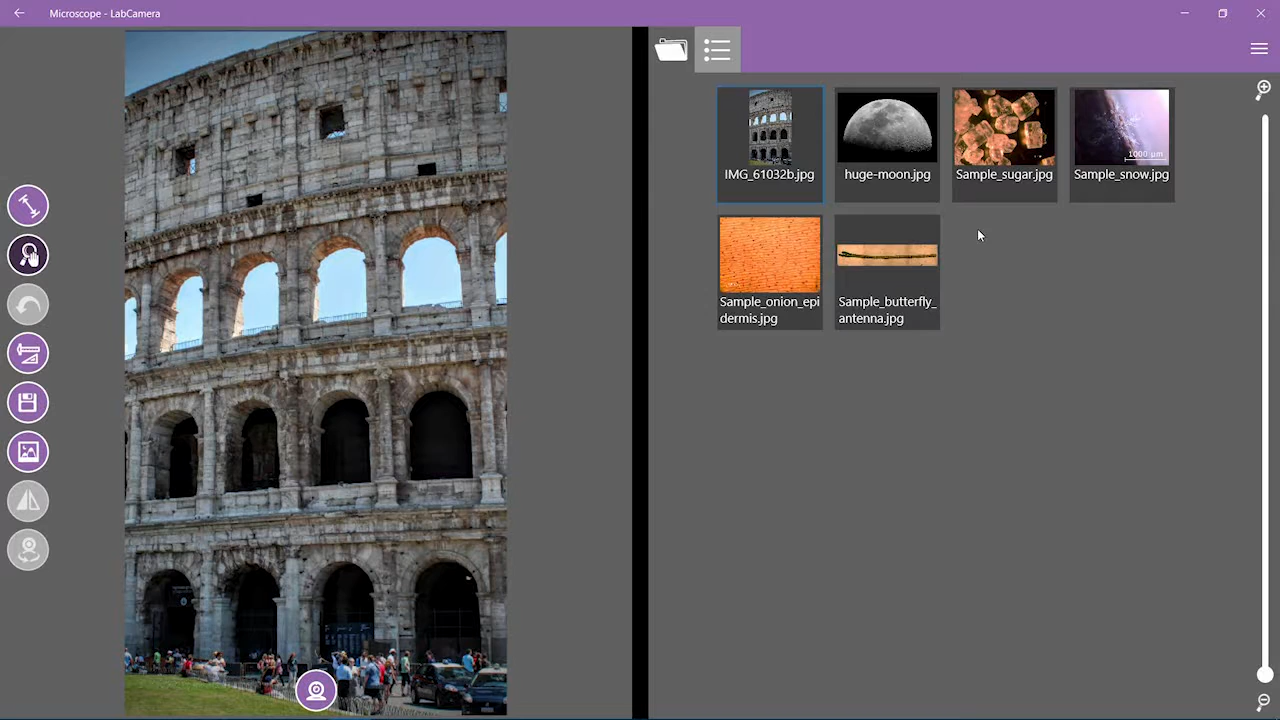 Microscope - LabCamera
IMG_61032b.jpg
huge-moon.jpg
Sample_sugar.jpg
1000 µm
Sample_snow.jpg
Sample_onion_epi
dermis.jpg
Sample_butterfly_
antenna.jpg